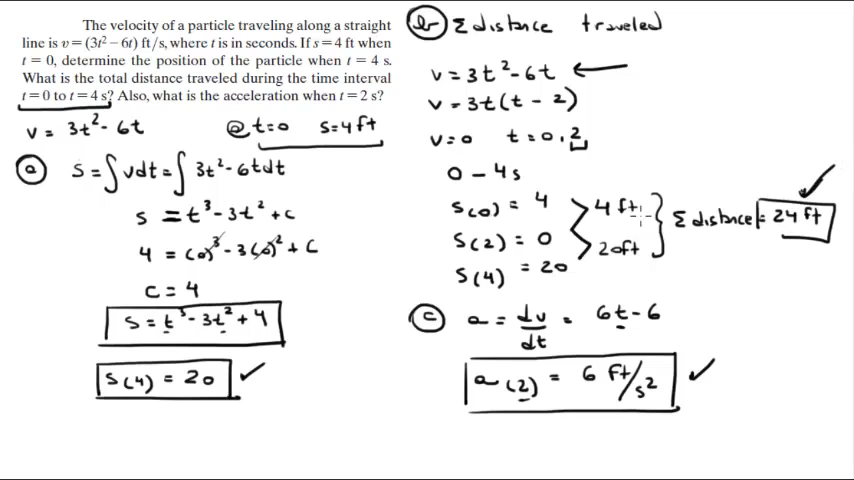 The velocity of a particle traveling along a straight
line is v = (3t² – 6t) ft/s, where t is in seconds. If s = 4 ft when
t = 0, determine the position of the particle when t = 4 s.
What is the total distance traveled during the time interval
t = 0 to t = 4 s? Also, what is the acceleration when t = 2 s?
v = 3t² - 6t @ t=0 s=4ft
(a) s = ∫vdt = ∫ 3t² - 6t dt
s = t³ - 3t² + c
4 = (0)³ - 3(0)² + c
c = 4
s = t³ - 3t² + 4
s(4) = 20 ✓
(b) Σ distance traveled
v = 3t² - 6t ←
v = 3t(t - 2)
v=0 t = 0, 2
0 - 4s
s(0) = 4
s(2) = 0
s(4) = 20
4 ft
20ft
Σ distance = 24 ft ✓
(c) a = dv/dt = 6t - 6
a(2) = 6 ft/s² ✓